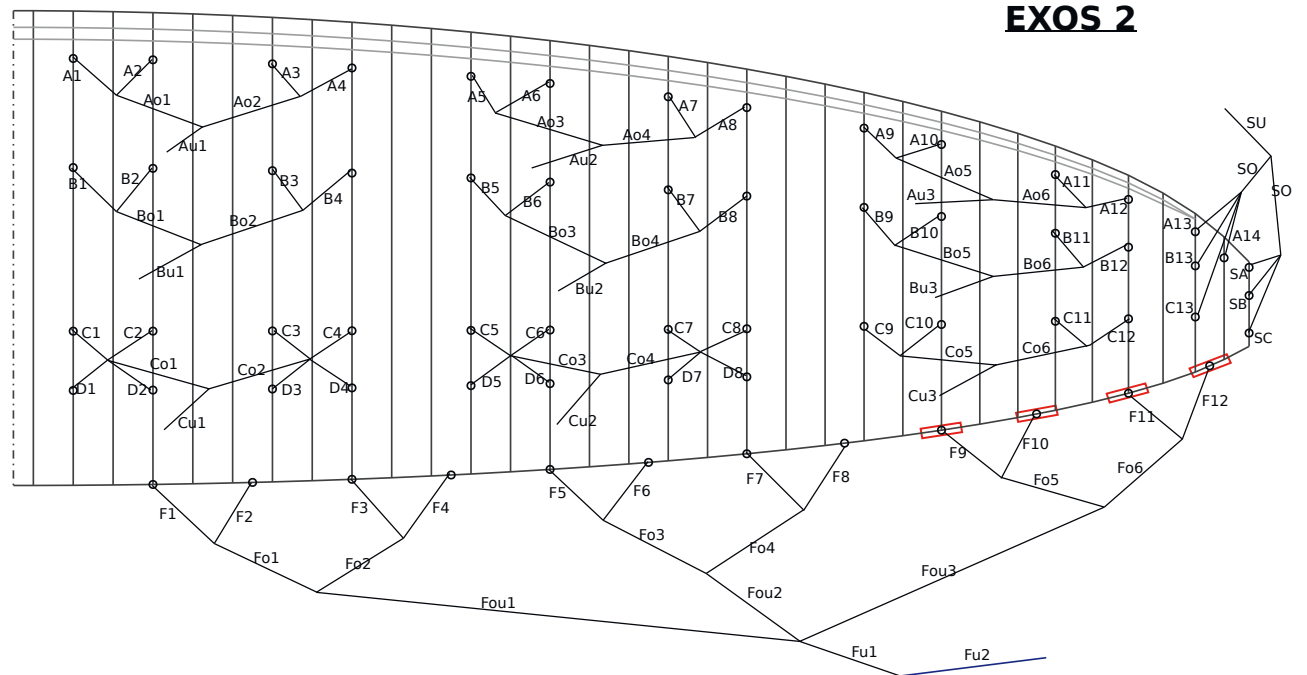 EXOS 2
A1
A2
A3
A4
Ao1
Ao2
Au1
B1
B2
B3
B4
Bo1
Bo2
Bu1
C1
C2
C3
C4
Co1
Co2
D1
D2
D3
D4
Cu1
A5
A6
A7
A8
Ao3
Ao4
Au2
B5
B6
B7
B8
Bo3
Bo4
Bu2
C5
C6
C7
C8
Co3
Co4
D5
D6
D7
D8
Cu2
A9
A10
A11
A12
Ao5
Ao6
Au3
B9
B10
B11
B12
Bo5
Bo6
Bu3
C9
C10
C11
C12
Co5
Co6
Cu3
SU
SO
SO
A13
A14
B13
C13
SA
SB
SC
F1
F2
F3
F4
F5
F6
F7
F8
F9
F10
F11
F12
Fo1
Fo2
Fo3
Fo4
Fo5
Fo6
Fou1
Fou2
Fou3
Fu1
Fu2